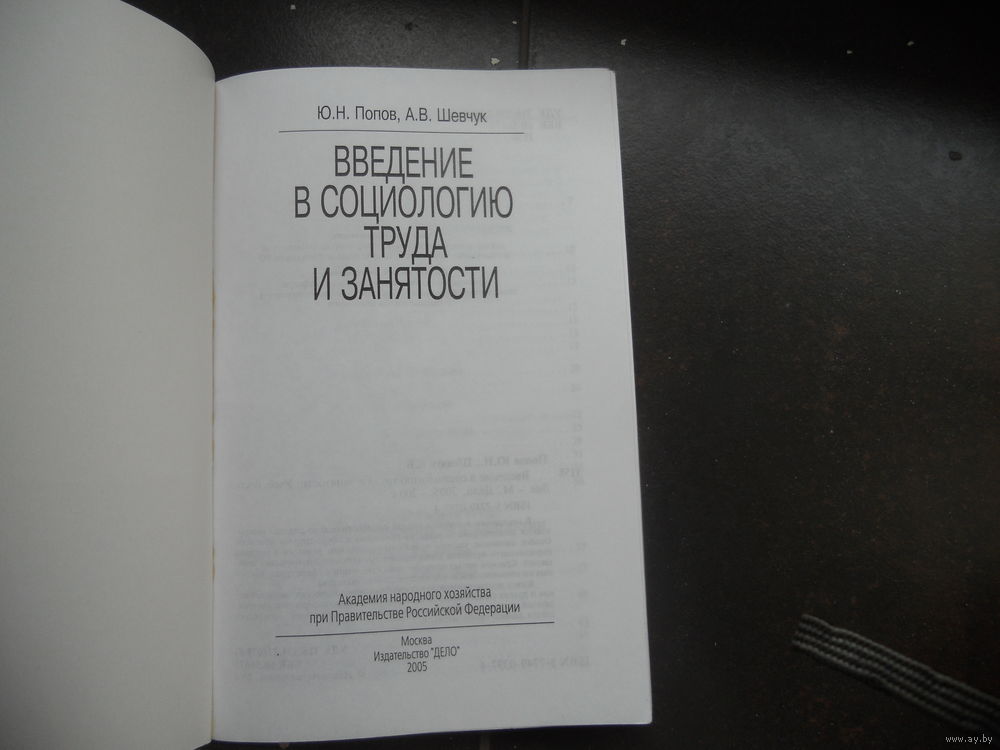 Ю.Н. Попов, А.В. Шевчук
ВВЕДЕНИЕ
В СОЦИОЛОГИЮ
ТРУДА
И ЗАНЯТОСТИ
Академия народного хозяйства
при Правительстве Российской Федерации
Москва
Издательство "ДЕЛО"
2005
www.ay.by